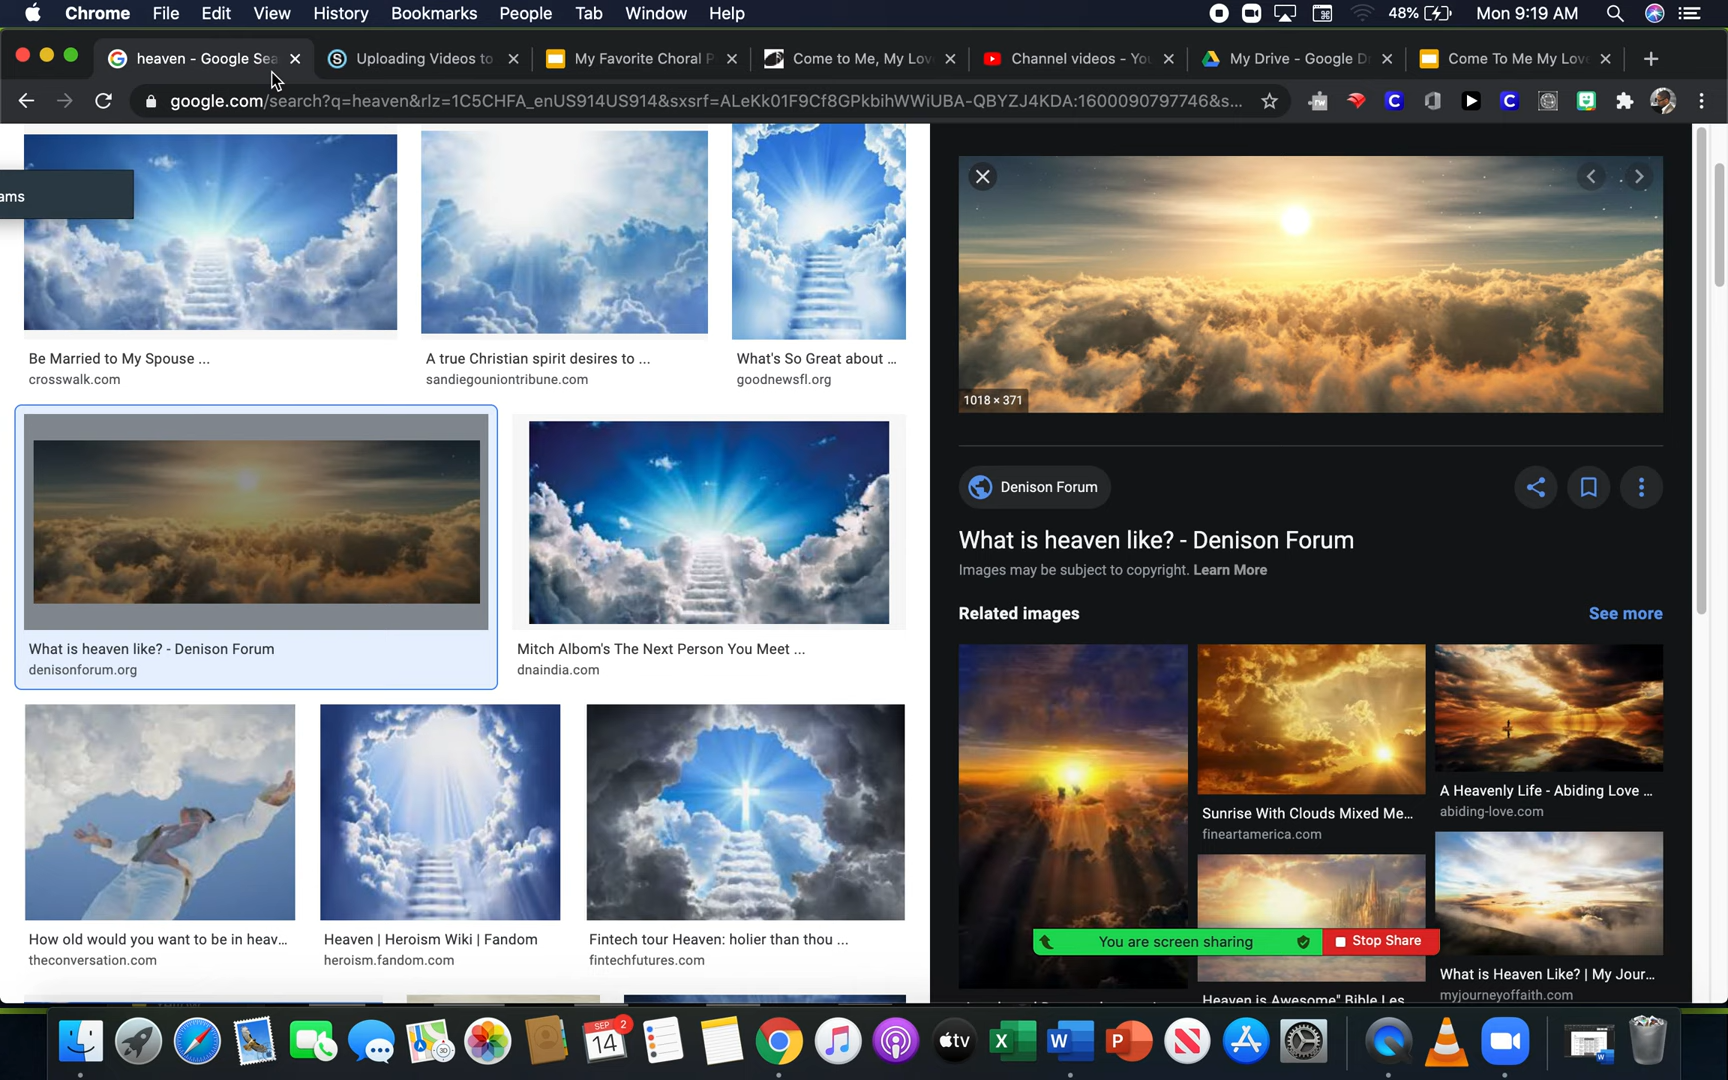 Chrome File Edit View History Bookmarks People Tab Window Help 48% Mon 9:19 AM
heaven - Google Sea Uploading Videos to My Favorite Choral P Come to Me, My Lov Channel videos - You My Drive - Google D Come To Me My Lov
google.com/search?q=heaven&rlz=1C5CHFA_enUS914US914&sxsrf=ALeKk01F9Cf8GPkbihWWiUBA-QBYZJ4KDA:1600090797746&s...
ams
Be Married to My Spouse ...
crosswalk.com
A true Christian spirit desires to ...
sandiegouniontribune.com
What's So Great about ...
goodnewsfl.org
What is heaven like? - Denison Forum
denisonforum.org
Mitch Albom's The Next Person You Meet ...
dnaindia.com
How old would you want to be in heav...
theconversation.com
Heaven | Heroism Wiki | Fandom
heroism.fandom.com
Fintech tour Heaven: holier than thou ...
fintechfutures.com
1018 × 371
Denison Forum
What is heaven like? - Denison Forum
Images may be subject to copyright. Learn More
Related images See more
Sunrise With Clouds Mixed Me...
fineartamerica.com
A Heavenly Life - Abiding Love ...
abiding-love.com
You are screen sharing Stop Share
What is Heaven Like? | My Jour...
myjourneyoffaith.com
Heaven is Awesome" Bible Les
SEP 2
14